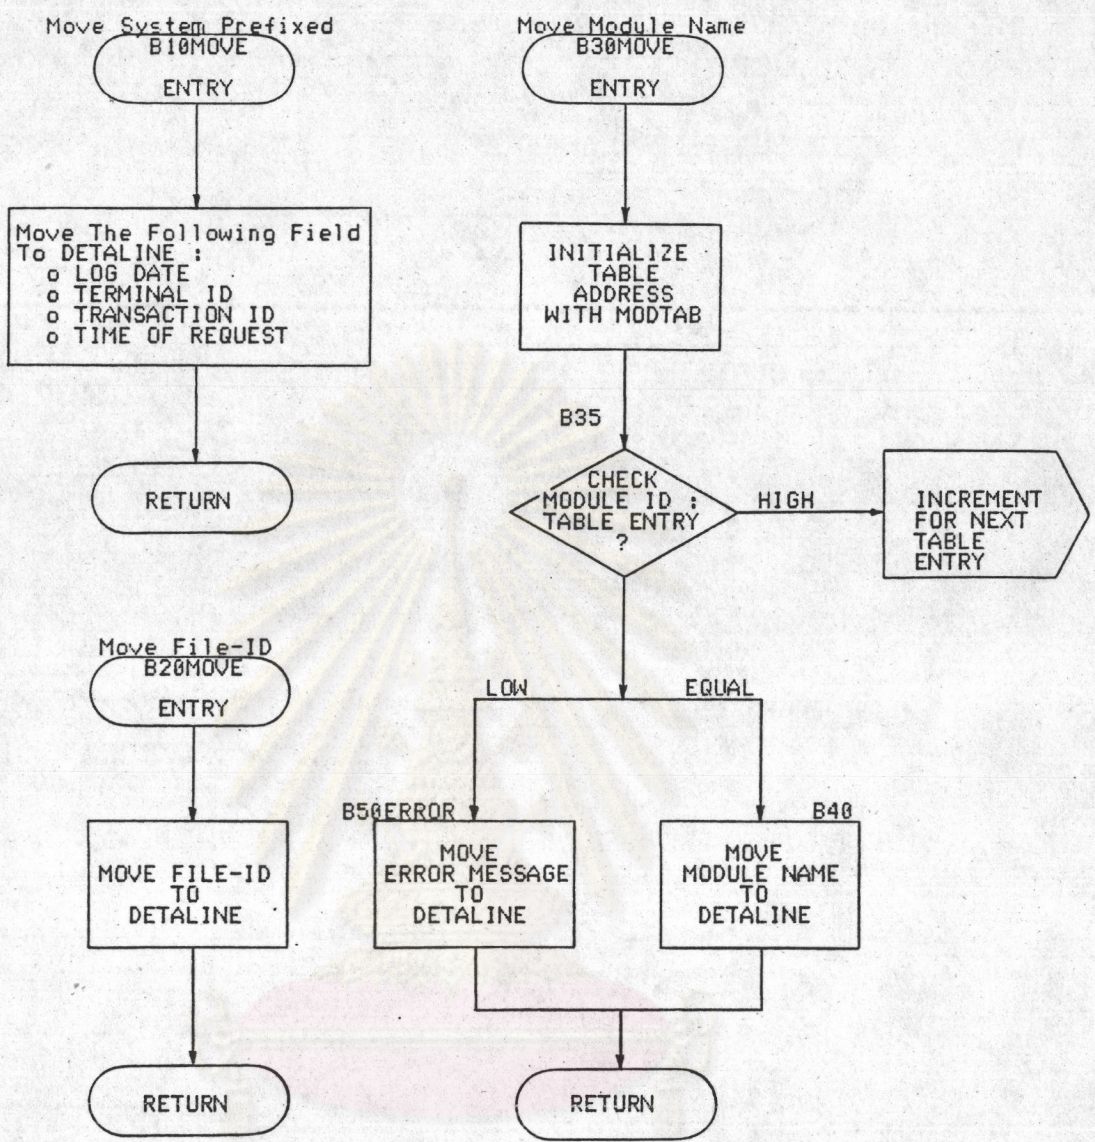 Move System Prefixed
B10MOVE
ENTRY
Move The Following Field
To DETALINE :
o LOG DATE
o TERMINAL ID
o TRANSACTION ID
o TIME OF REQUEST
RETURN
Move File-ID
B20MOVE
ENTRY
MOVE FILE-ID
TO
DETALINE
RETURN
Move Module Name
B30MOVE
ENTRY
INITIALIZE
TABLE
ADDRESS
WITH MODTAB
B35
CHECK
MODULE ID :
TABLE ENTRY
?
HIGH
INCREMENT
FOR NEXT
TABLE
ENTRY
LOW
EQUAL
B50ERROR
MOVE
ERROR MESSAGE
TO
DETALINE
B40
MOVE
MODULE NAME
TO
DETALINE
RETURN